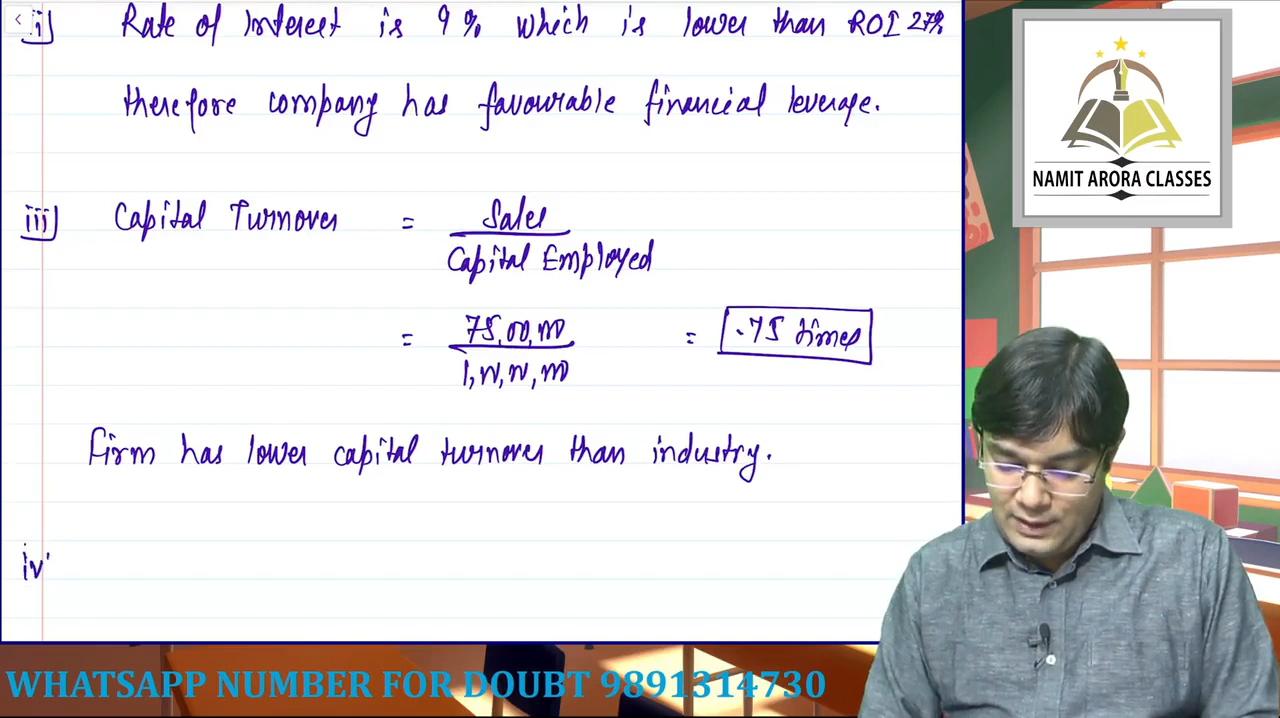 ii)
Rate of Interest is 9% which is lower than ROI 27%
therefore company has favourable financial leverage.
iii) Capital Turnover = Sales
Capital Employed
= 75,00,000 = .75 times
1,00,00,000
Firm has lower capital turnover than industry.
iv
NAMIT ARORA CLASSES
WHATSAPP NUMBER FOR DOUBT 9891314730